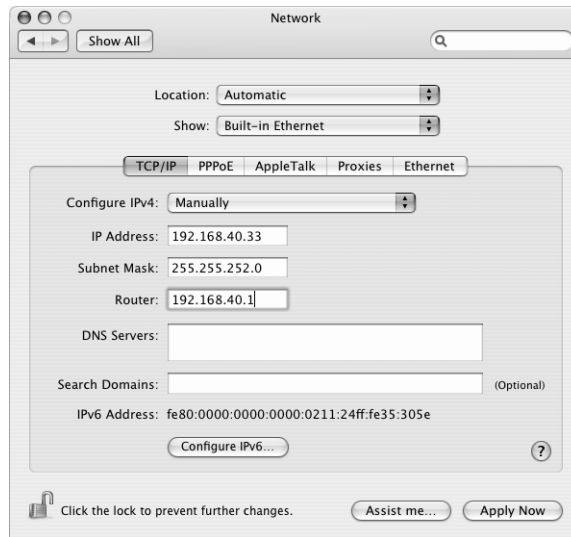 Network
Show All
Location: Automatic
Show: Built-in Ethernet
TCP/IP PPPoE AppleTalk Proxies Ethernet
Configure IPv4: Manually
IP Address: 192.168.40.33
Subnet Mask: 255.255.252.0
Router: 192.168.40.1
DNS Servers:
Search Domains: (Optional)
IPv6 Address: fe80:0000:0000:0000:0211:24ff:fe35:305e
Configure IPv6...
?
Click the lock to prevent further changes. Assist me... Apply Now